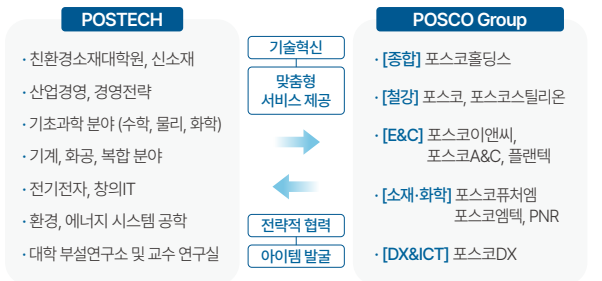 POSTECH
· 친환경소재대학원, 신소재
· 산업경영, 경영전략
· 기초과학 분야 (수학, 물리, 화학)
· 기계, 화공, 복합 분야
· 전기전자, 창의IT
· 환경, 에너지 시스템 공학
· 대학 부설연구소 및 교수 연구실
기술혁신
맞춤형
서비스 제공
전략적 협력
아이템 발굴
POSCO Group
· [종합] 포스코홀딩스
· [철강] 포스코, 포스코스틸리온
· [E&C] 포스코이앤씨,
포스코A&C, 플랜텍
· [소재·화학] 포스코퓨처엠
포스코엠텍, PNR
· [DX&ICT] 포스코DX